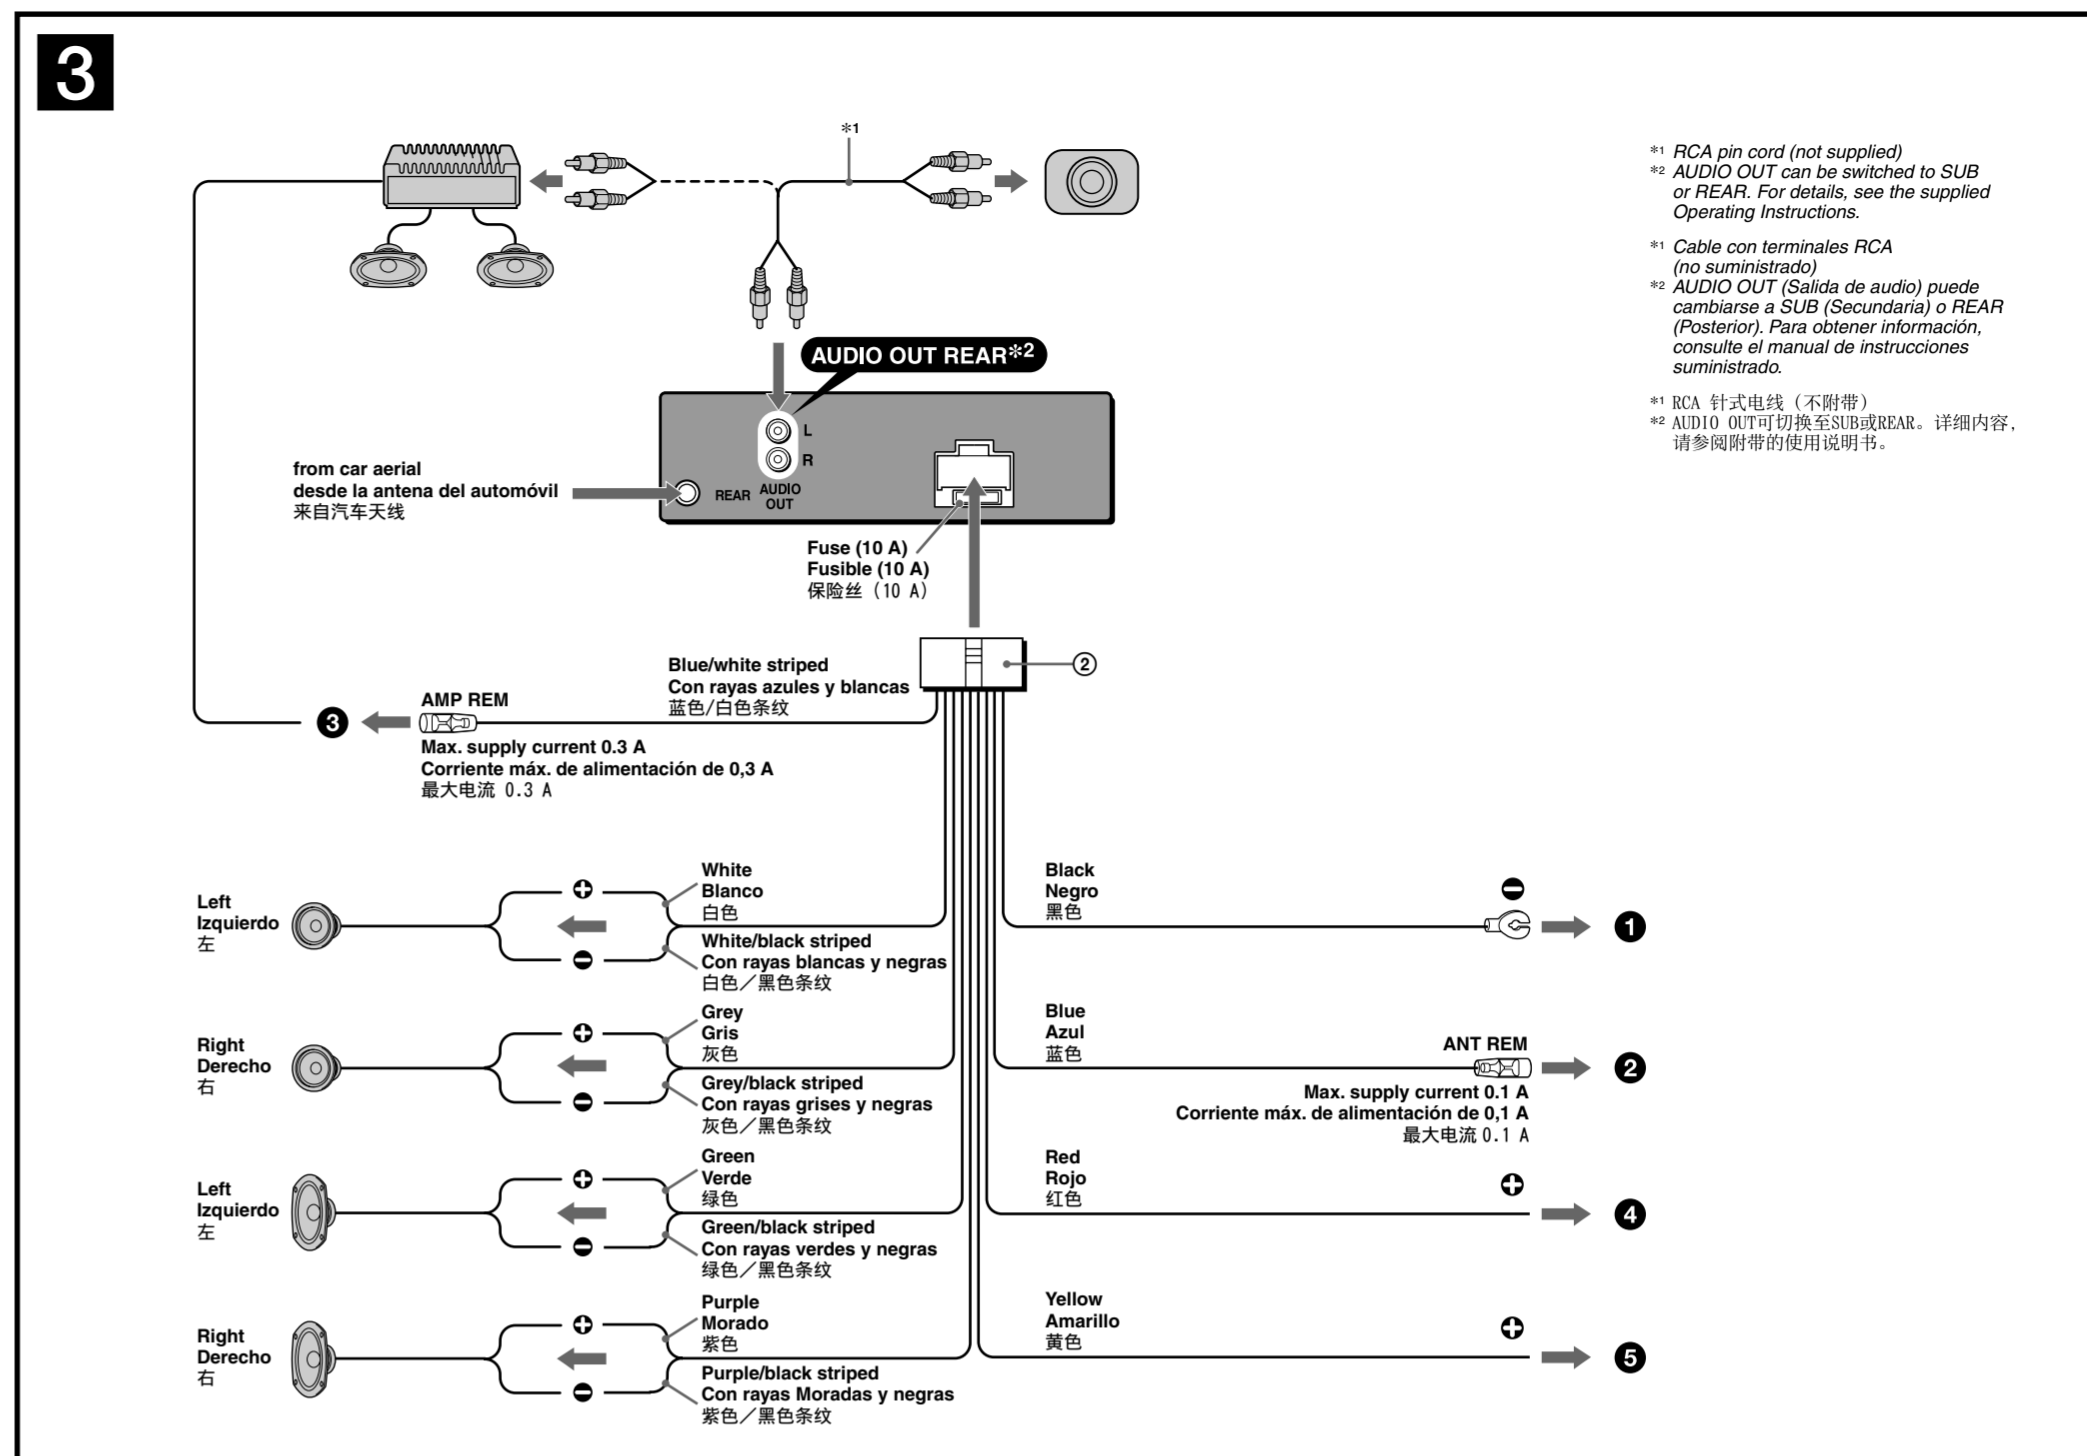 3
*1
*1 RCA pin cord (not supplied)
*2 AUDIO OUT can be switched to SUB
or REAR. For details, see the supplied
Operating Instructions.
*1 Cable con terminales RCA
(no suministrado)
*2 AUDIO OUT (Salida de audio) puede
cambiarse a SUB (Secundaria) o REAR
(Posterior). Para obtener información,
consulte el manual de instrucciones
suministrado.
*1 RCA 针式电线（不附带）
*2 AUDIO OUT可切换至SUB或REAR。详细内容，
请参阅附带的使用说明书。
AUDIO OUT REAR*2
L
R
REAR
AUDIO
OUT
from car aerial
desde la antena del automóvil
来自汽车天线
Fuse (10 A)
Fusible (10 A)
保险丝（10 A）
②
Blue/white striped
Con rayas azules y blancas
蓝色/白色条纹
❸
AMP REM
Max. supply current 0.3 A
Corriente máx. de alimentación de 0,3 A
最大电流 0.3 A
Left
Izquierdo
左
+
−
White
Blanco
白色
White/black striped
Con rayas blancas y negras
白色／黑色条纹
Right
Derecho
右
+
−
Grey
Gris
灰色
Grey/black striped
Con rayas grises y negras
灰色／黑色条纹
Left
Izquierdo
左
+
−
Green
Verde
绿色
Green/black striped
Con rayas verdes y negras
绿色／黑色条纹
Right
Derecho
右
+
−
Purple
Morado
紫色
Purple/black striped
Con rayas Moradas y negras
紫色／黑色条纹
Black
Negro
黑色
−
❶
Blue
Azul
蓝色
ANT REM
❷
Max. supply current 0.1 A
Corriente máx. de alimentación de 0,1 A
最大电流 0.1 A
Red
Rojo
红色
+
❹
Yellow
Amarillo
黄色
+
❺